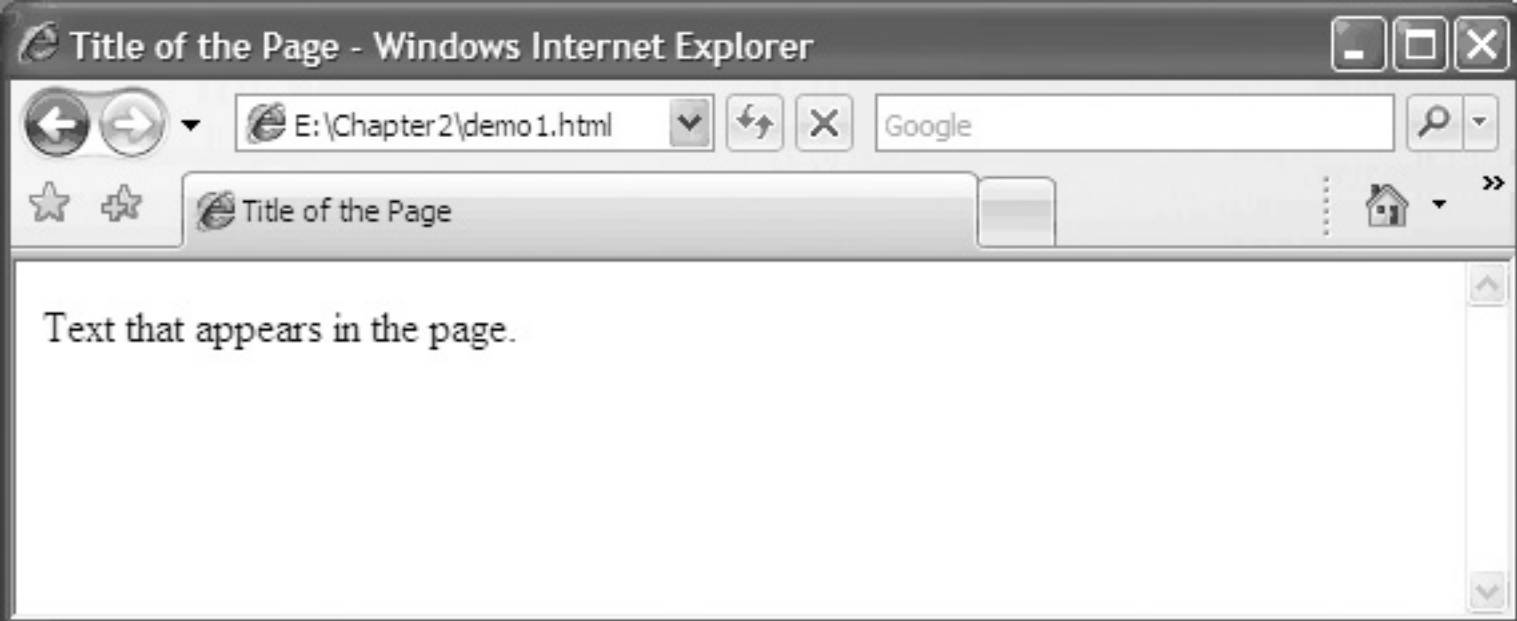 Title of the Page - Windows Internet Explorer
E:\Chapter2\demo1.html
Google
Title of the Page
Text that appears in the page.